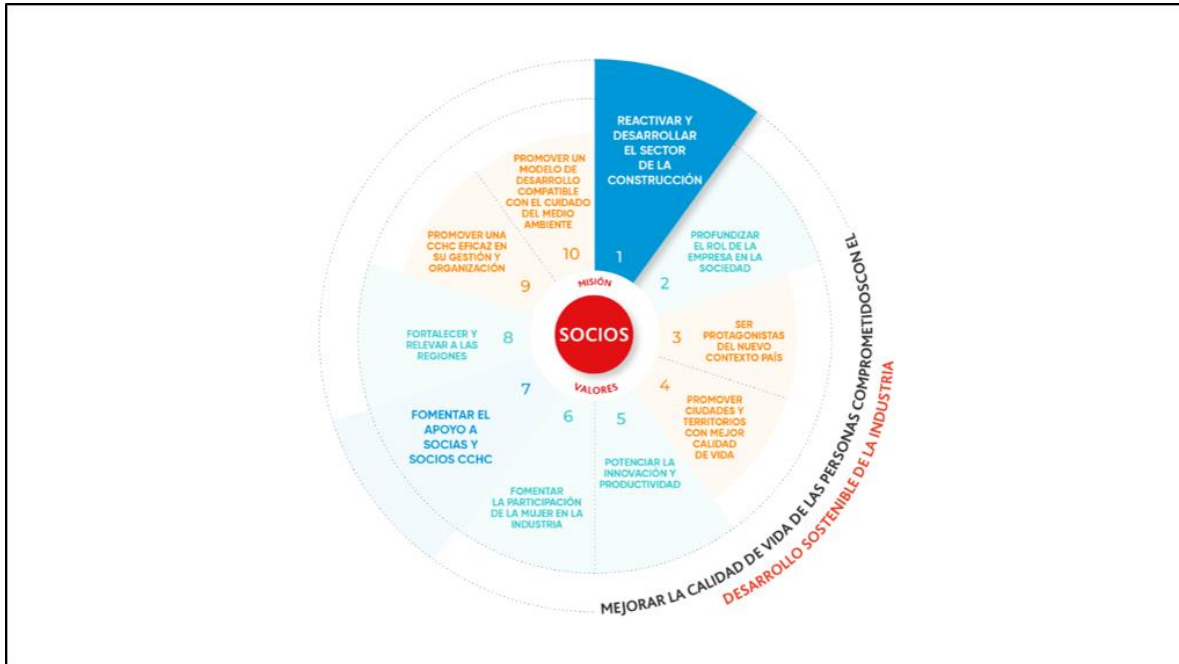 REACTIVAR Y
DESARROLLAR
EL SECTOR
DE LA
CONSTRUCCIÓN
1
PROFUNDIZAR
EL ROL DE LA
EMPRESA EN LA
SOCIEDAD
2
SER
PROTAGONISTAS
DEL NUEVO
CONTEXTO PAÍS
3
PROMOVER
CIUDADES Y
TERRITORIOS
CON MEJOR
CALIDAD
DE VIDA
4
POTENCIAR LA
INNOVACIÓN Y
PRODUCTIVIDAD
5
FOMENTAR
LA PARTICIPACIÓN
DE LA MUJER EN LA
INDUSTRIA
6
FOMENTAR EL
APOYO A
SOCIAS Y
SOCIOS CCHC
7
FORTALECER Y
RELEVAR A LAS
REGIONES
8
PROMOVER UNA
CCHC EFICAZ EN
SU GESTIÓN Y
ORGANIZACIÓN
9
PROMOVER UN
MODELO DE
DESARROLLO
COMPATIBLE
CON EL CUIDADO
DEL MEDIO
AMBIENTE
10
MISIÓN
SOCIOS
VALORES
MEJORAR LA CALIDAD DE VIDA DE LAS PERSONAS COMPROMETIDOSCON EL
DESARROLLO SOSTENIBLE DE LA INDUSTRIA